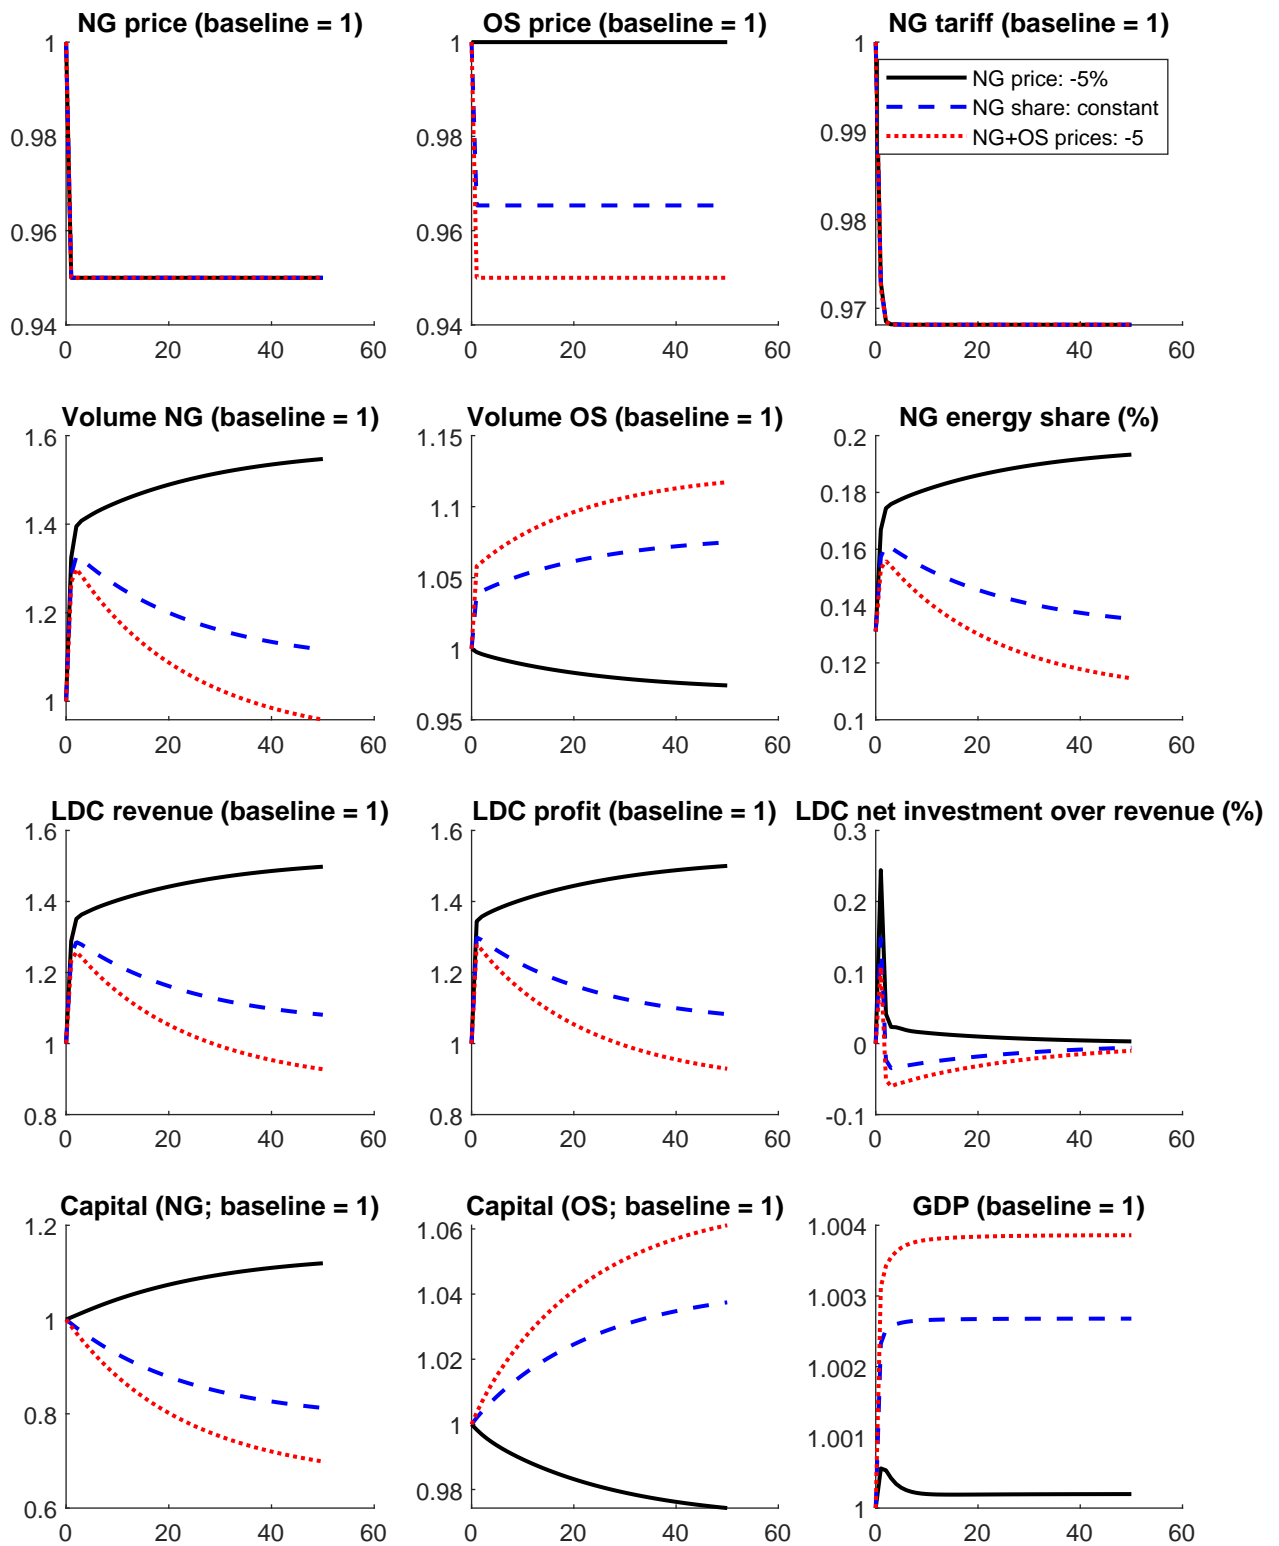 NG price (baseline = 1)
1
0.98
0.96
0.94
0 20 40 60
OS price (baseline = 1)
1
0.98
0.96
0.94
0 20 40 60
NG tariff (baseline = 1)
1
0.99
0.98
0.97
0 20 40 60
NG price: -5%
NG share: constant
NG+OS prices: -5
Volume NG (baseline = 1)
1.6
1.4
1.2
1
0 20 40 60
Volume OS (baseline = 1)
1.15
1.1
1.05
1
0.95
0 20 40 60
NG energy share (%)
0.2
0.18
0.16
0.14
0.12
0.1
0 20 40 60
LDC revenue (baseline = 1)
1.6
1.4
1.2
1
0.8
0 20 40 60
LDC profit (baseline = 1)
1.6
1.4
1.2
1
0.8
0 20 40 60
LDC net investment over revenue (%)
0.3
0.2
0.1
0
-0.1
0 20 40 60
Capital (NG; baseline = 1)
1.2
1
0.8
0.6
0 20 40 60
Capital (OS; baseline = 1)
1.06
1.04
1.02
1
0.98
0 20 40 60
GDP (baseline = 1)
1.004
1.003
1.002
1.001
1
0 20 40 60